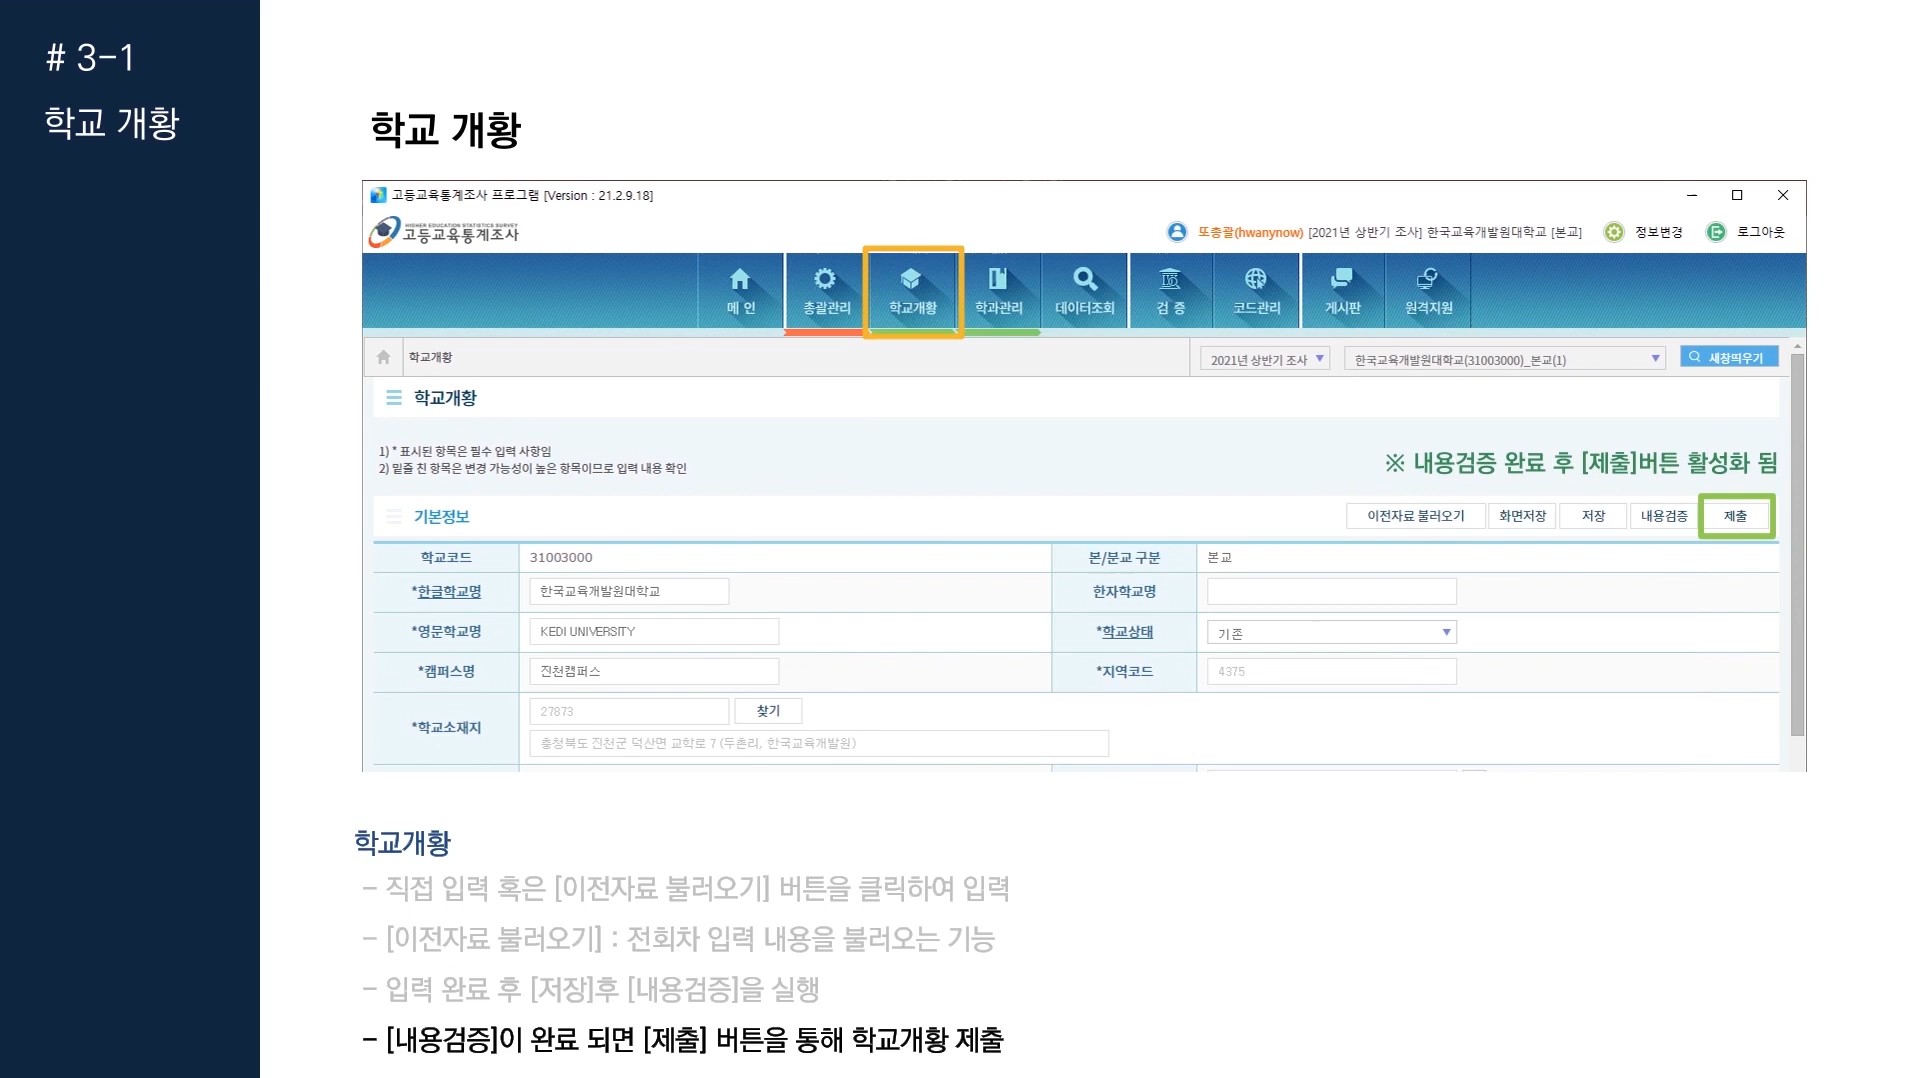 # 3-1
학교 개황
학교 개황
고등교육통계조사 프로그램 [Version : 21.2.9.18]
HIGHER EDUCATION STATISTICS SURVEY
고등교육통계조사
또총괄(hwanynow) [2021년 상반기 조사] 한국교육개발원대학교 [본교]
정보변경
로그아웃
메 인
총괄관리
학교개황
학과관리
데이터조회
검 증
코드관리
게시판
원격지원
학교개황
2021년 상반기 조사
한국교육개발원대학교(31003000)_본교(1)
새창띄우기
학교개황
1) * 표시된 항목은 필수 입력 사항임
2) 밑줄 친 항목은 변경 가능성이 높은 항목이므로 입력 내용 확인
※ 내용검증 완료 후 [제출]버튼 활성화 됨
기본정보
이전자료 불러오기
화면저장
저장
내용검증
제출
학교코드
31003000
본/분교 구분
본교
*한글학교명
한국교육개발원대학교
한자학교명
*영문학교명
KEDI UNIVERSITY
*학교상태
기존
*캠퍼스명
진천캠퍼스
*지역코드
4375
*학교소재지
27873
찾기
충청북도 진천군 덕산면 교학로 7 (두촌리, 한국교육개발원)
학교개황
- 직접 입력 혹은 [이전자료 불러오기] 버튼을 클릭하여 입력
- [이전자료 불러오기] : 전회차 입력 내용을 불러오는 기능
- 입력 완료 후 [저장]후 [내용검증]을 실행
- [내용검증]이 완료 되면 [제출] 버튼을 통해 학교개황 제출